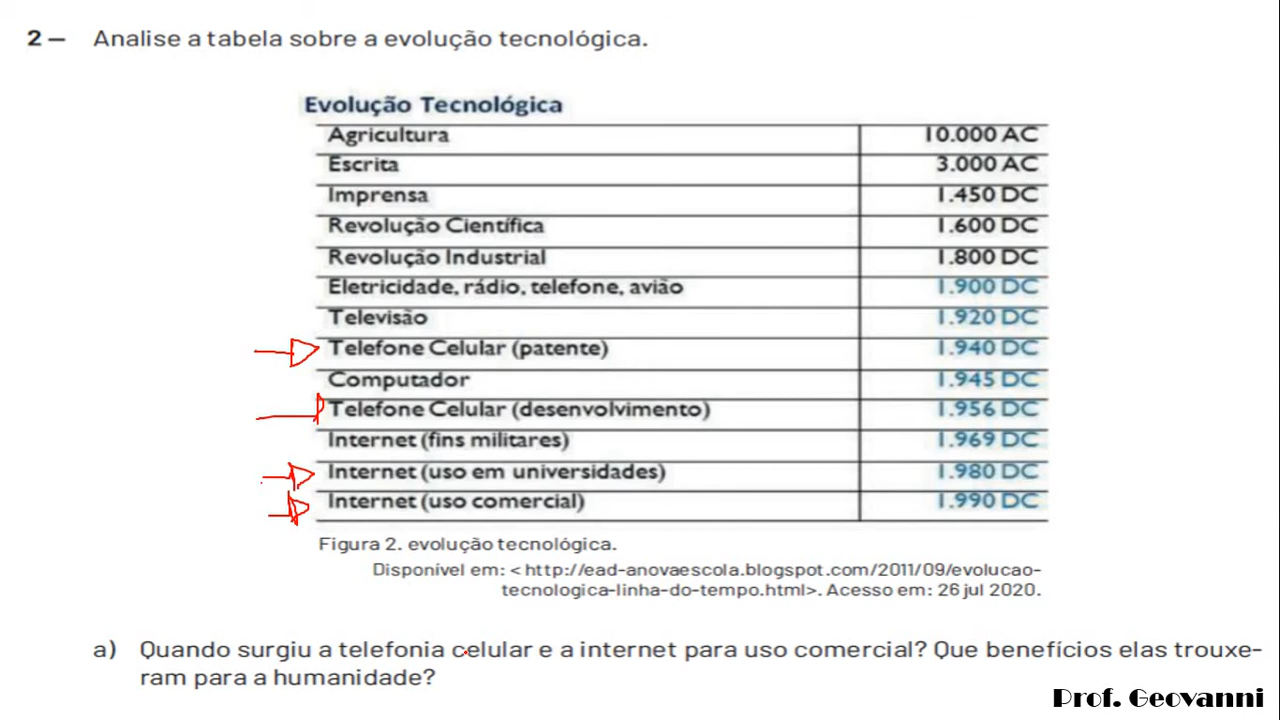 2 – Analise a tabela sobre a evolução tecnológica.
Evolução Tecnológica
Agricultura 10.000 AC
Escrita 3.000 AC
Imprensa 1.450 DC
Revolução Científica 1.600 DC
Revolução Industrial 1.800 DC
Eletricidade, rádio, telefone, avião 1.900 DC
Televisão 1.920 DC
Telefone Celular (patente) 1.940 DC
Computador 1.945 DC
Telefone Celular (desenvolvimento) 1.956 DC
Internet (fins militares) 1.969 DC
Internet (uso em universidades) 1.980 DC
Internet (uso comercial) 1.990 DC
Figura 2. evolução tecnológica.
Disponível em: < http://ead-anovaescola.blogspot.com/2011/09/evolucao-
tecnologica-linha-do-tempo.html>. Acesso em: 26 jul 2020.
a) Quando surgiu a telefonia celular e a internet para uso comercial? Que benefícios elas trouxe-
ram para a humanidade?
Prof. Geovanni